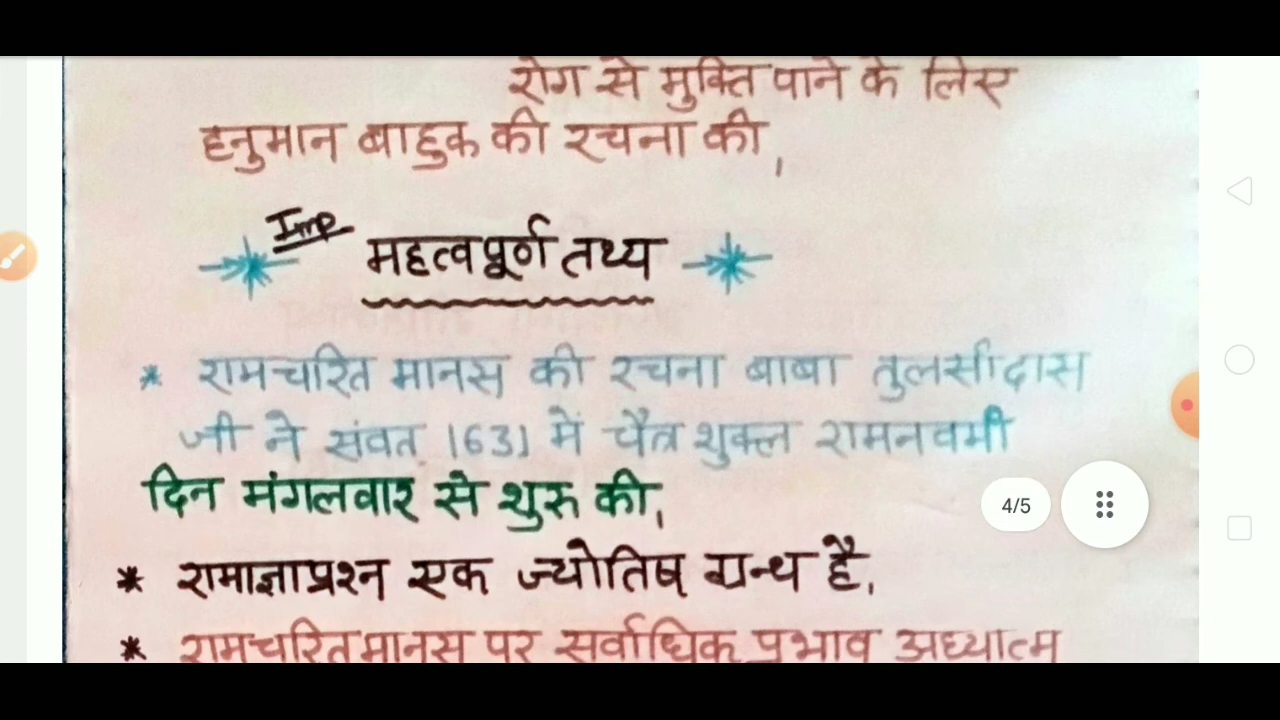 रोग से मुक्ति पाने के लिए
हनुमान बाहुक की रचना की,
Imp
महत्वपूर्ण तथ्य
* रामचरित मानस की रचना बाबा तुलसीदास
जी ने संवत 1631 में चैत्र शुक्ल रामनवमी
दिन मंगलवार से शुरु की,
4/5
* रामाज्ञाप्रश्न एक ज्योतिष ग्रन्थ है,
* रामचरितमानस पर सर्वाधिक प्रभाव अध्यात्म